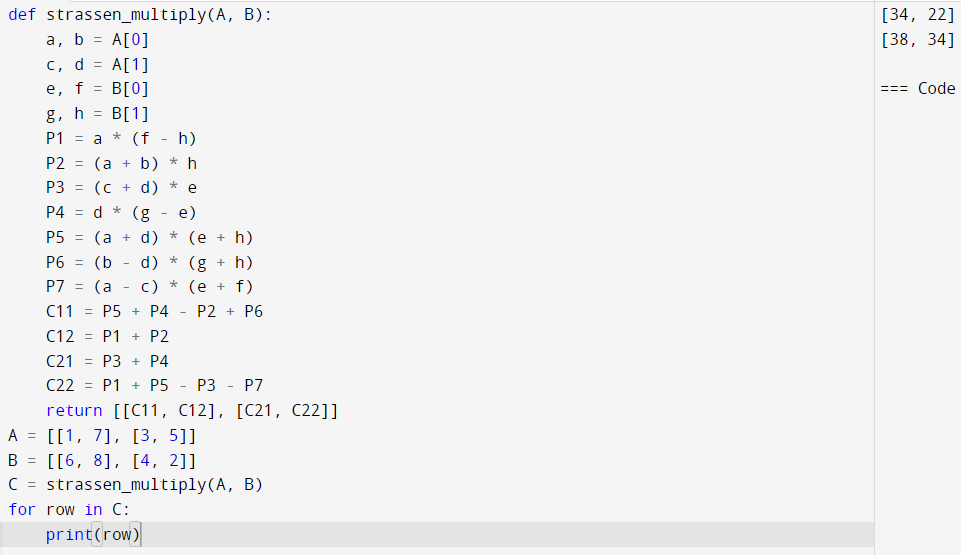 def strassen_multiply(A, B):
    a, b = A[0]
    c, d = A[1]
    e, f = B[0]
    g, h = B[1]
    P1 = a * (f - h)
    P2 = (a + b) * h
    P3 = (c + d) * e
    P4 = d * (g - e)
    P5 = (a + d) * (e + h)
    P6 = (b - d) * (g + h)
    P7 = (a - c) * (e + f)
    C11 = P5 + P4 - P2 + P6
    C12 = P1 + P2
    C21 = P3 + P4
    C22 = P1 + P5 - P3 - P7
    return [[C11, C12], [C21, C22]]
A = [[1, 7], [3, 5]]
B = [[6, 8], [4, 2]]
C = strassen_multiply(A, B)
for row in C:
    print(row)
[34, 22]
[38, 34]
=== Code